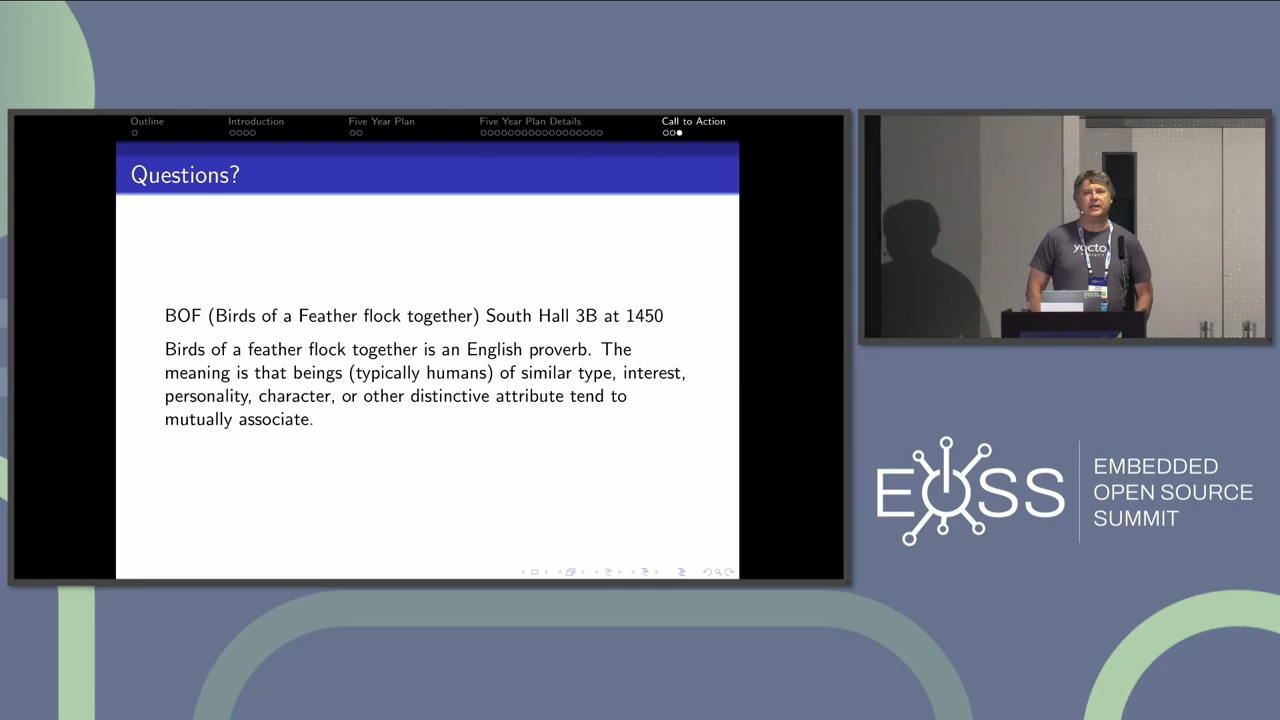 Outline
Introduction
Five Year Plan
Five Year Plan Details
Call to Action
Questions?
BOF (Birds of a Feather flock together) South Hall 3B at 1450
Birds of a feather flock together is an English proverb. The
meaning is that beings (typically humans) of similar type, interest,
personality, character, or other distinctive attribute tend to
mutually associate.
yocto
PROJECT
EOSS
EMBEDDED
OPEN SOURCE
SUMMIT